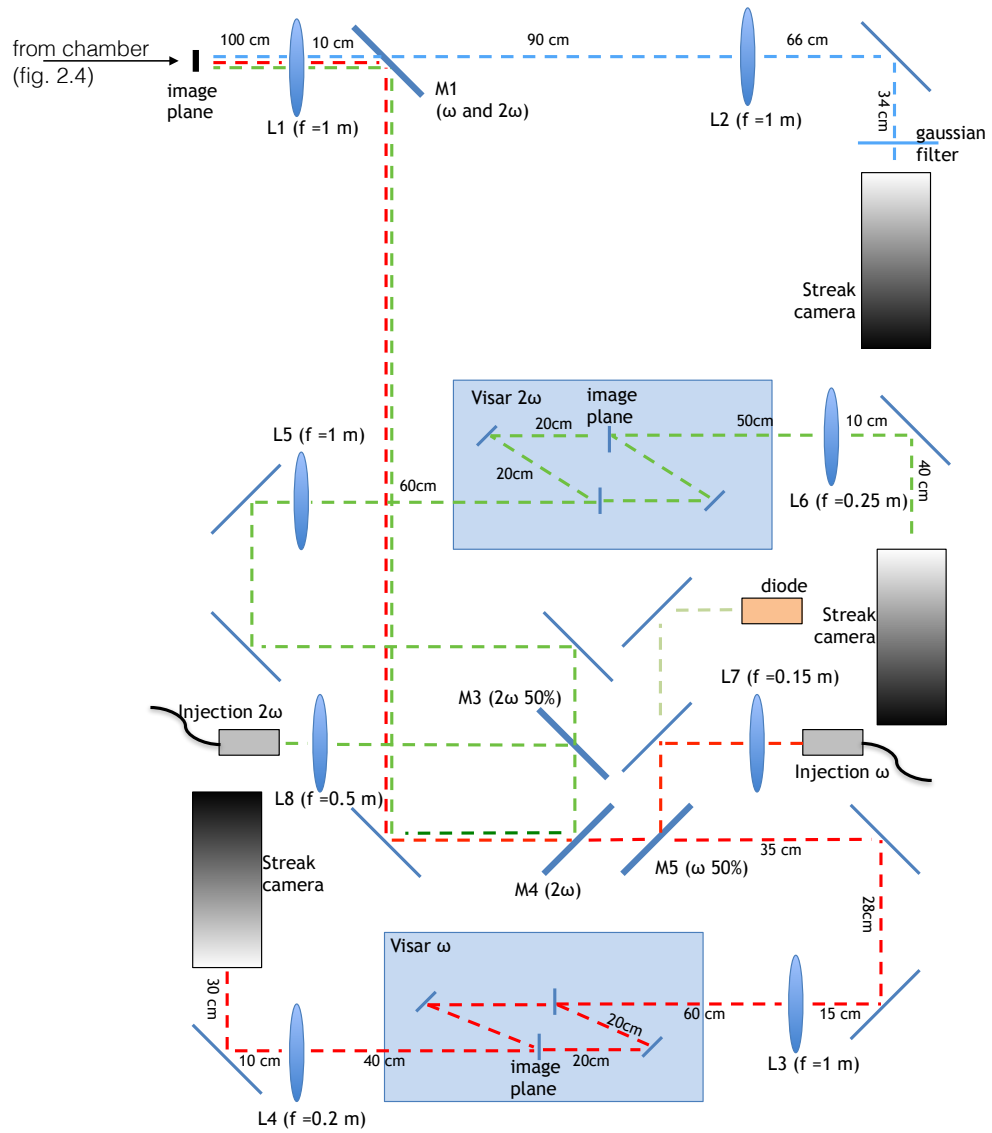 from chamber
(fig. 2.4)
100 cm
10 cm
90 cm
66 cm
image
plane
L1 (f =1 m)
M1
(ω and 2ω)
L2 (f =1 m)
34 cm
gaussian
filter
Streak
camera
Visar 2ω
image
plane
20cm
50cm
10 cm
L5 (f =1 m)
20cm
60cm
40 cm
L6 (f =0.25 m)
diode
Streak
camera
L7 (f =0.15 m)
M3 (2ω 50%)
Injection 2ω
Injection ω
L8 (f =0.5 m)
Streak
camera
35 cm
M5 (ω 50%)
M4 (2ω)
28cm
Visar ω
30 cm
60 cm
15 cm
20cm
10 cm
40 cm
20cm
image
plane
L3 (f =1 m)
L4 (f =0.2 m)